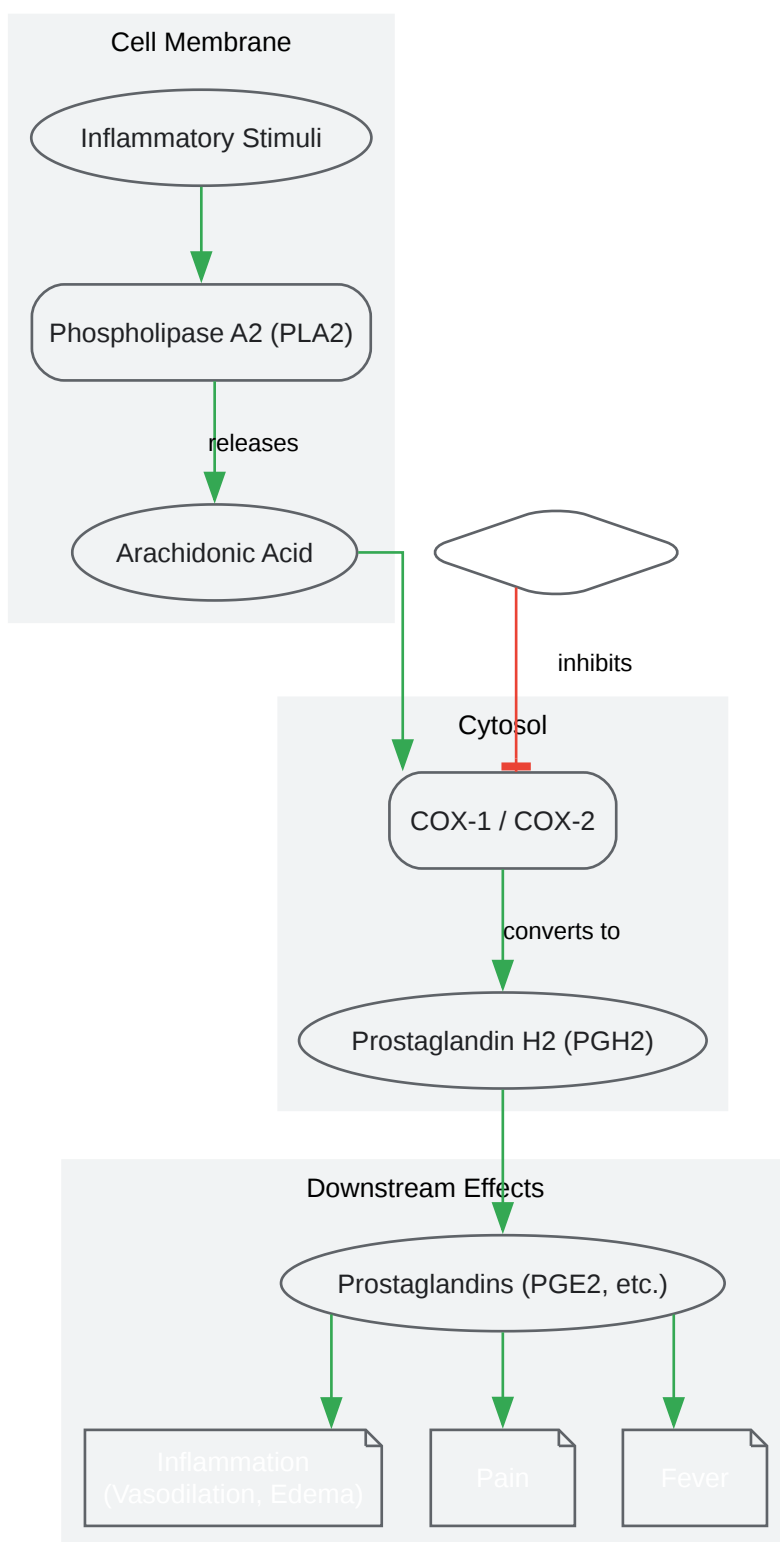 Cell Membrane
Inflammatory Stimuli
Phospholipase A2 (PLA2)
releases
Arachidonic Acid
inhibits
Cytosol
COX-1 / COX-2
converts to
Prostaglandin H2 (PGH2)
Downstream Effects
Prostaglandins (PGE2, etc.)
Inflammation
(Vasodilation, Edema)
Pain
Fever